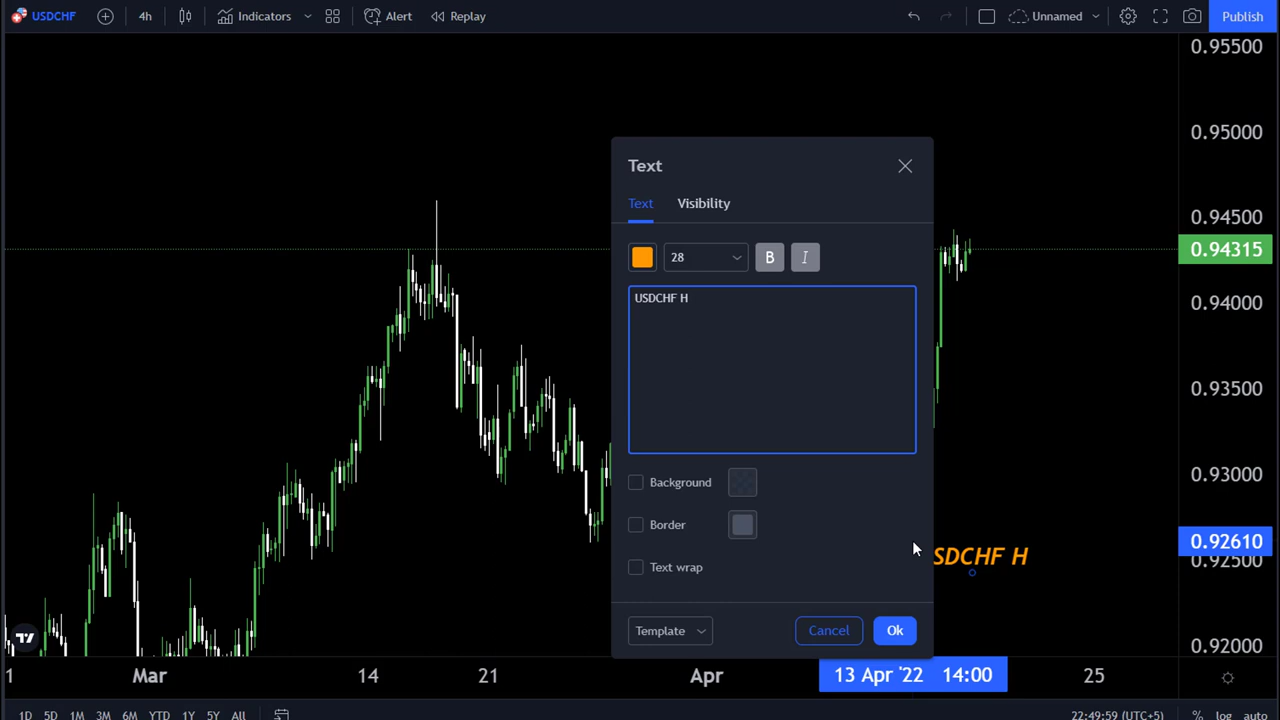 USDCHF 4h Indicators Alert Replay Unnamed Publish
0.95500
0.95000
0.94500
0.94315
0.94000
0.93500
0.93000
0.92610
0.92500
0.92000
Text
Text Visibility
28 B I
USDCHF H
Background
Border
Text wrap
SDCHF H
Template Cancel Ok
1 Mar 14 21 Apr 13 Apr '22 14:00 25
1D 5D 1M 3M 6M YTD 1Y 5Y All 22:49:59 (UTC+5) % log auto